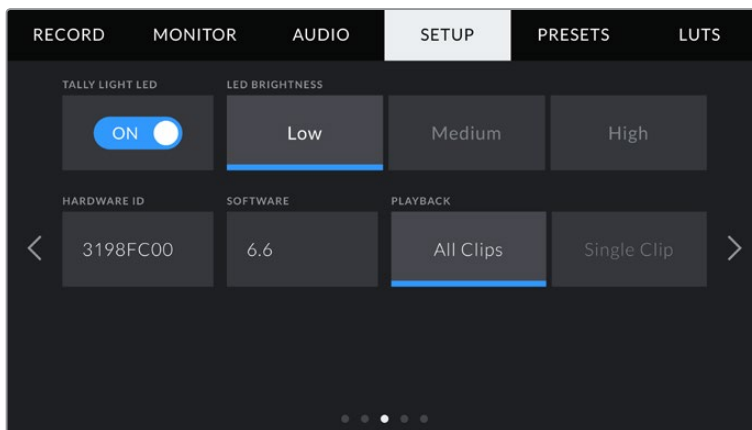 RECORD MONITOR AUDIO SETUP PRESETS LUTS
TALLY LIGHT LED LED BRIGHTNESS
ON Low Medium High
HARDWARE ID SOFTWARE PLAYBACK
3198FC00 6.6 All Clips Single Clip